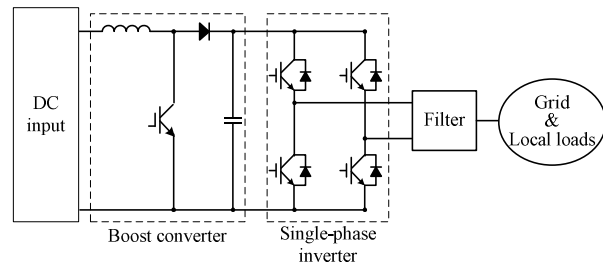 DC
input
Filter
Grid
&
Local loads
Boost converter
Single-phase
inverter